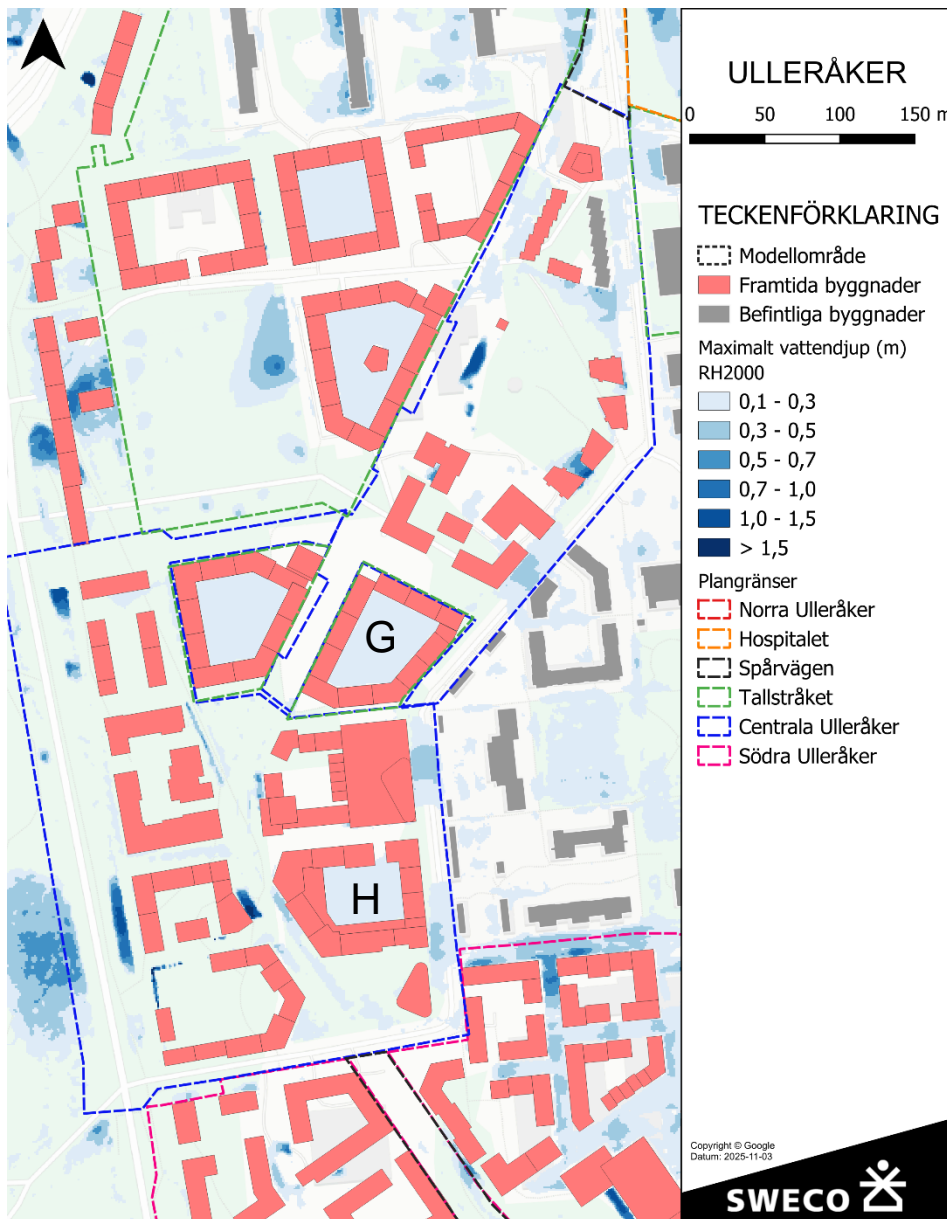 ULLERÅKER
0 50 100 150 m
TECKENFÖRKLARING
Modellområde
Framtida byggnader
Befintliga byggnader
Maximalt vattendjup (m)
RH2000
0,1 - 0,3
0,3 - 0,5
0,5 - 0,7
0,7 - 1,0
1,0 - 1,5
> 1,5
Plangränser
Norra Ulleråker
Hospitalet
Spårvägen
Tallstråket
Centrala Ulleråker
Södra Ulleråker
G
H
Copyright © Google
Datum: 2025-11-03
SWECO